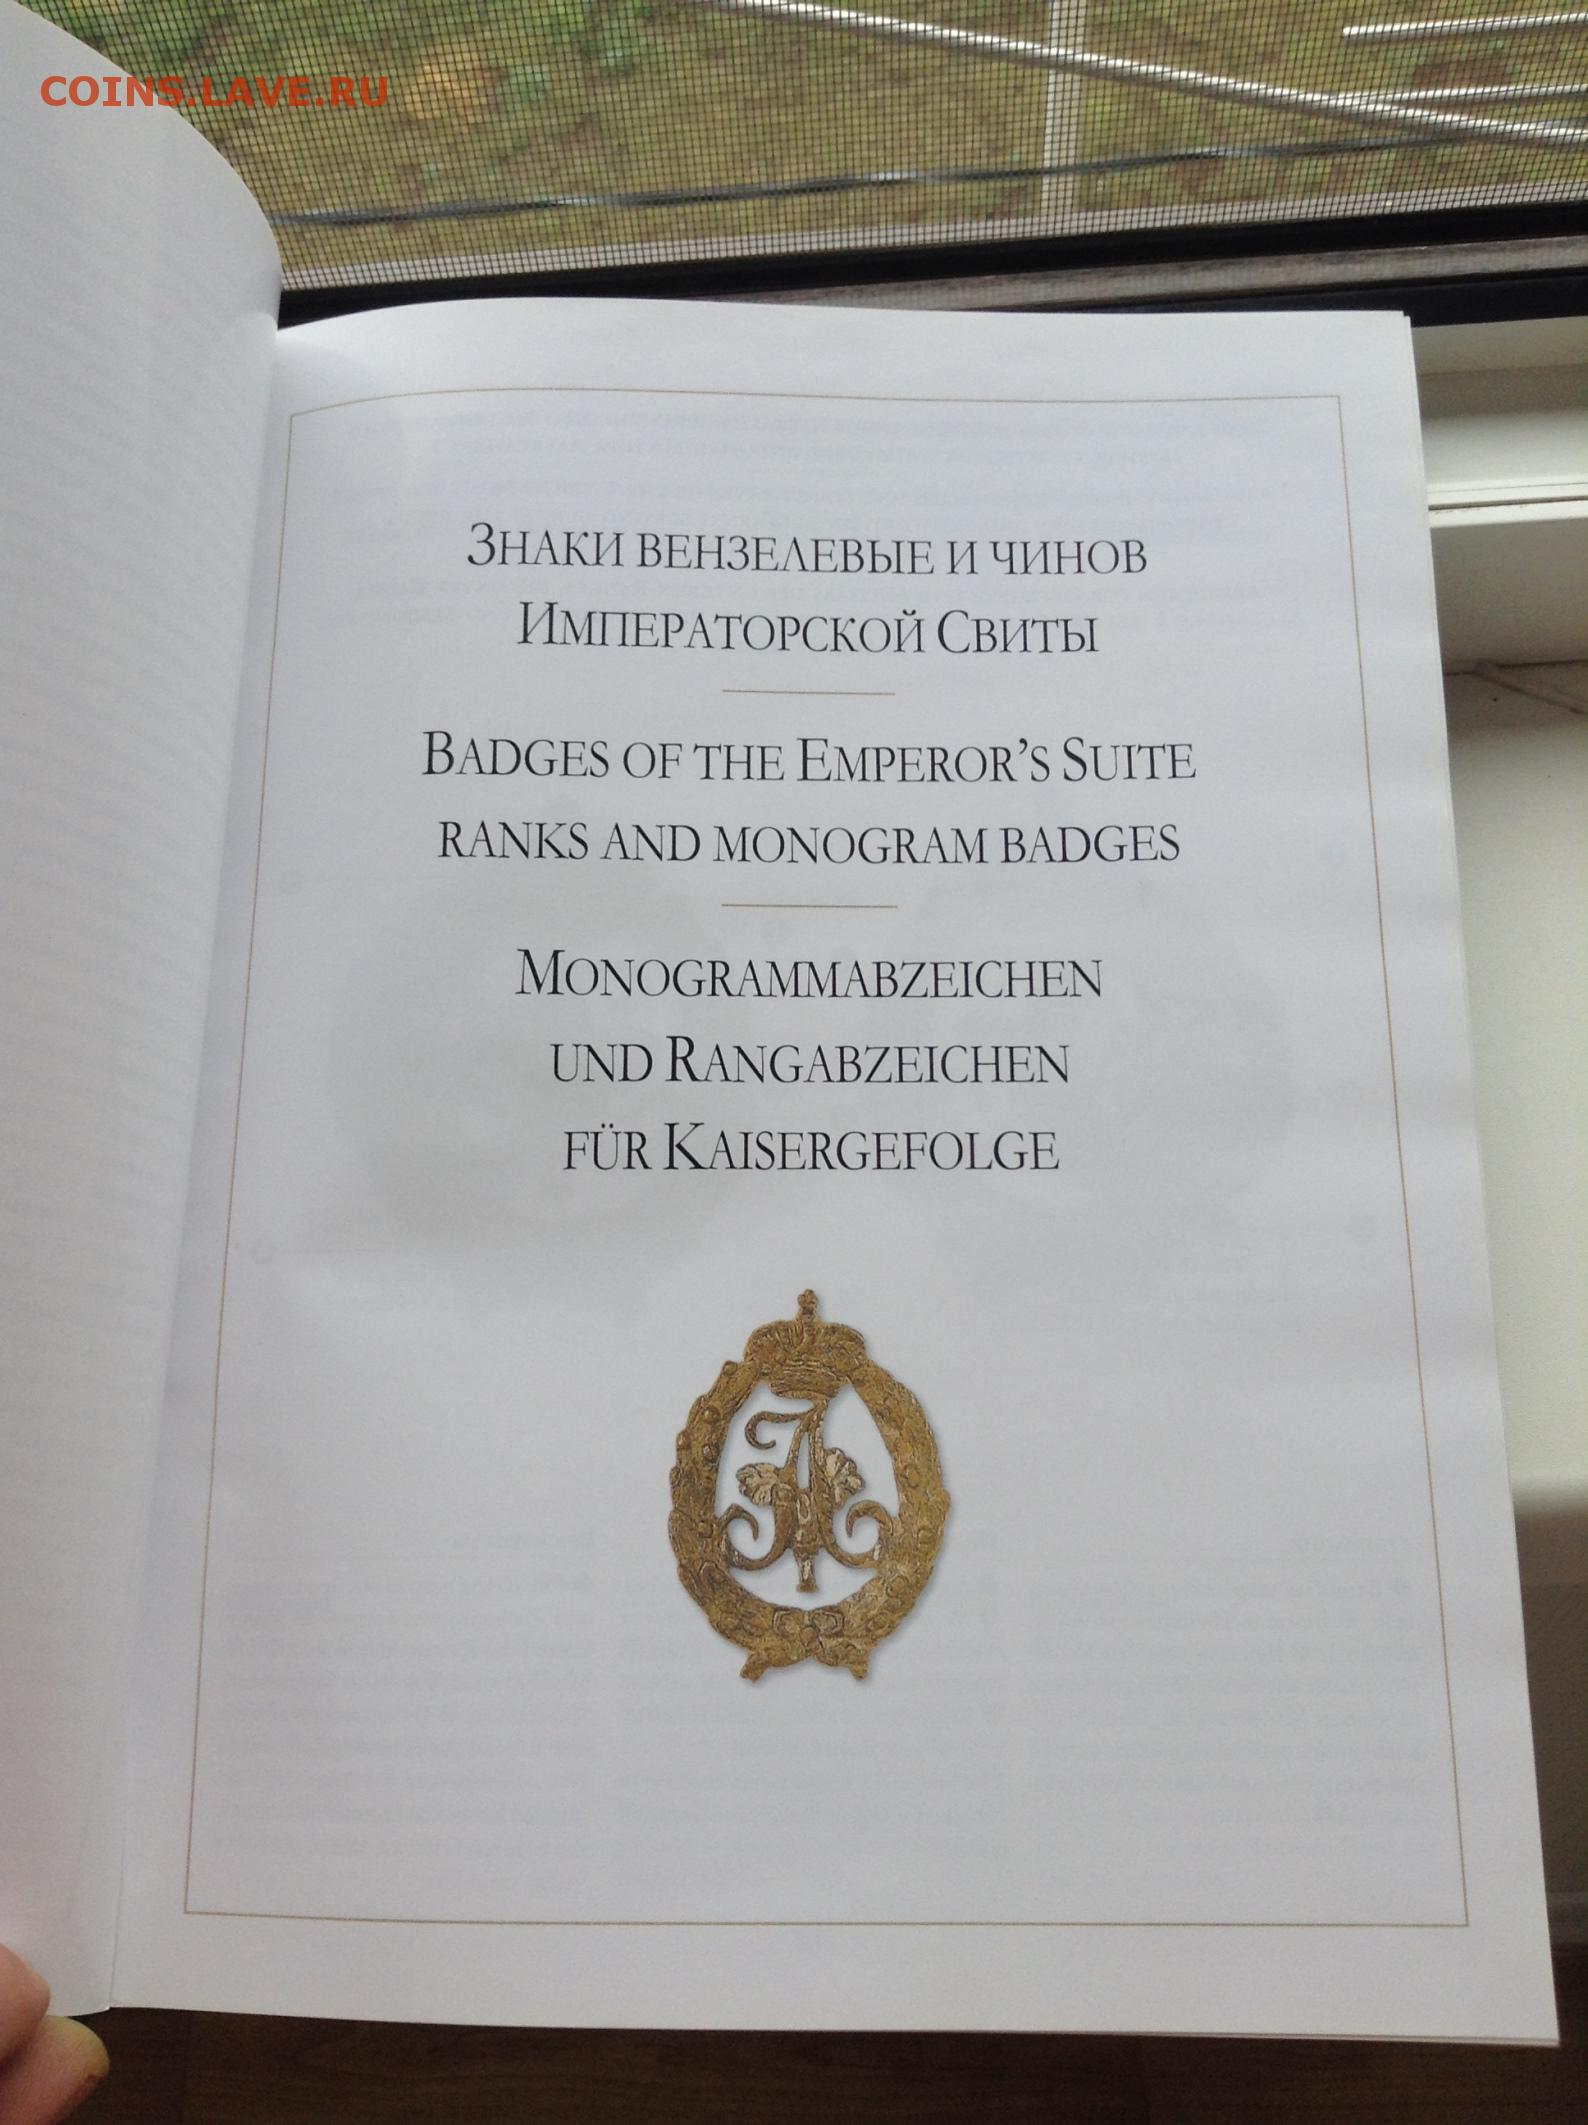 COINS.LAVE.RU
Знаки вензелевые и чинов
Императорской Свиты
Badges of the Emperor’s Suite
ranks and monogram badges
Monogrammabzeichen
und Rangabzeichen
für Kaisergefolge